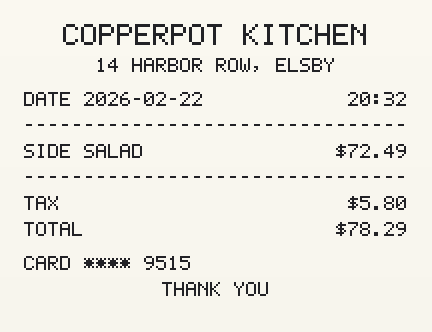 COPPERPOT KITCHEN
14 HARBOR ROW, ELSBY
DATE 2026-02-22 20:32
--------------------------------
SIDE SALAD $72.49
--------------------------------
TAX $5.80
TOTAL $78.29
CARD **** 9515
THANK YOU